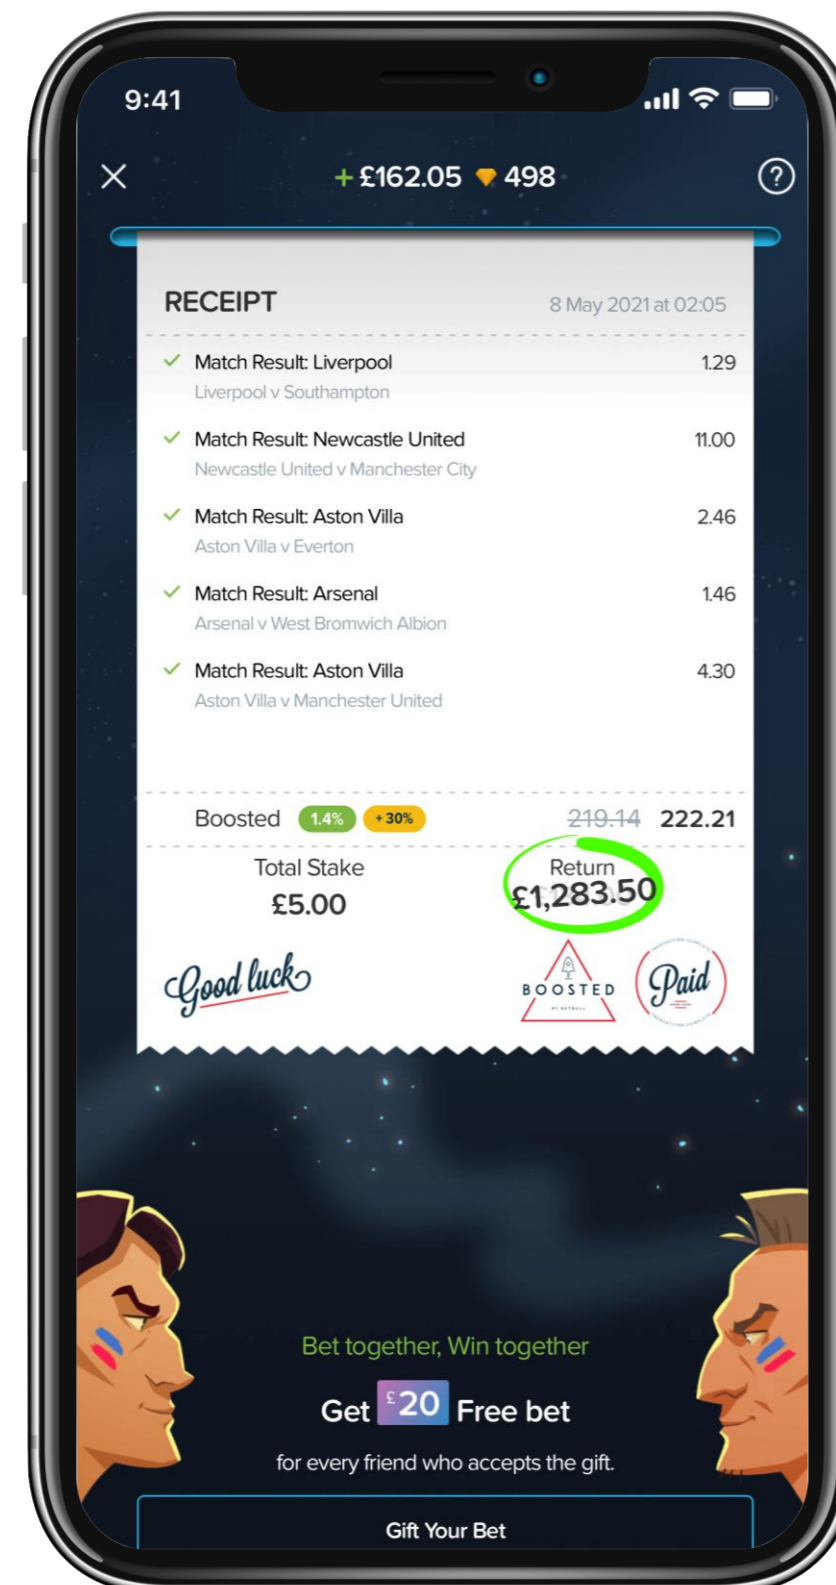 9:41
+ £162.05 498
?
RECEIPT 8 May 2021 at 02:05
Match Result: Liverpool 1.29
Liverpool v Southampton
Match Result: Newcastle United 11.00
Newcastle United v Manchester City
Match Result: Aston Villa 2.46
Aston Villa v Everton
Match Result: Arsenal 1.46
Arsenal v West Bromwich Albion
Match Result: Aston Villa 4.30
Aston Villa v Manchester United
Boosted 1.4% +30% 219.14 222.21
Total Stake Return
£5.00 £1,283.50
Good luck
BOOSTED
BY BETBULL
Paid
Bet together, Win together
Get £20 Free bet
for every friend who accepts the gift.
Gift Your Bet